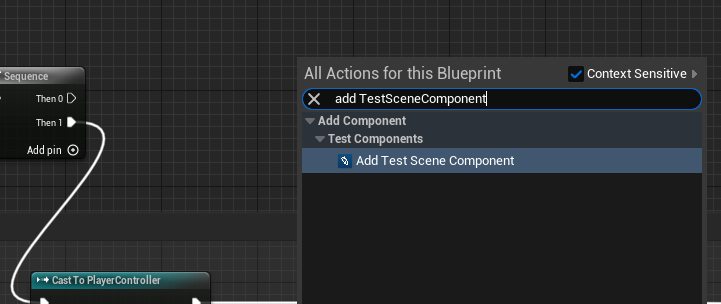 Sequence
Then 0
Then 1
Add pin
Cast To PlayerController
All Actions for this Blueprint
Context Sensitive
add TestSceneComponent
Add Component
Test Components
Add Test Scene Component